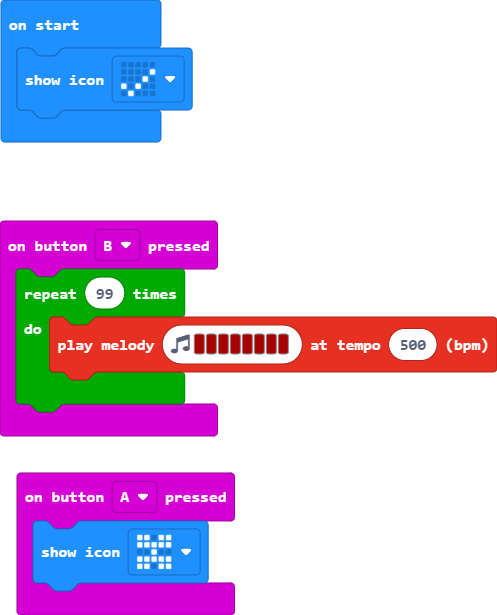 on start
show icon
on button B pressed
repeat 99 times
do
play melody at tempo 500 (bpm)
on button A pressed
show icon